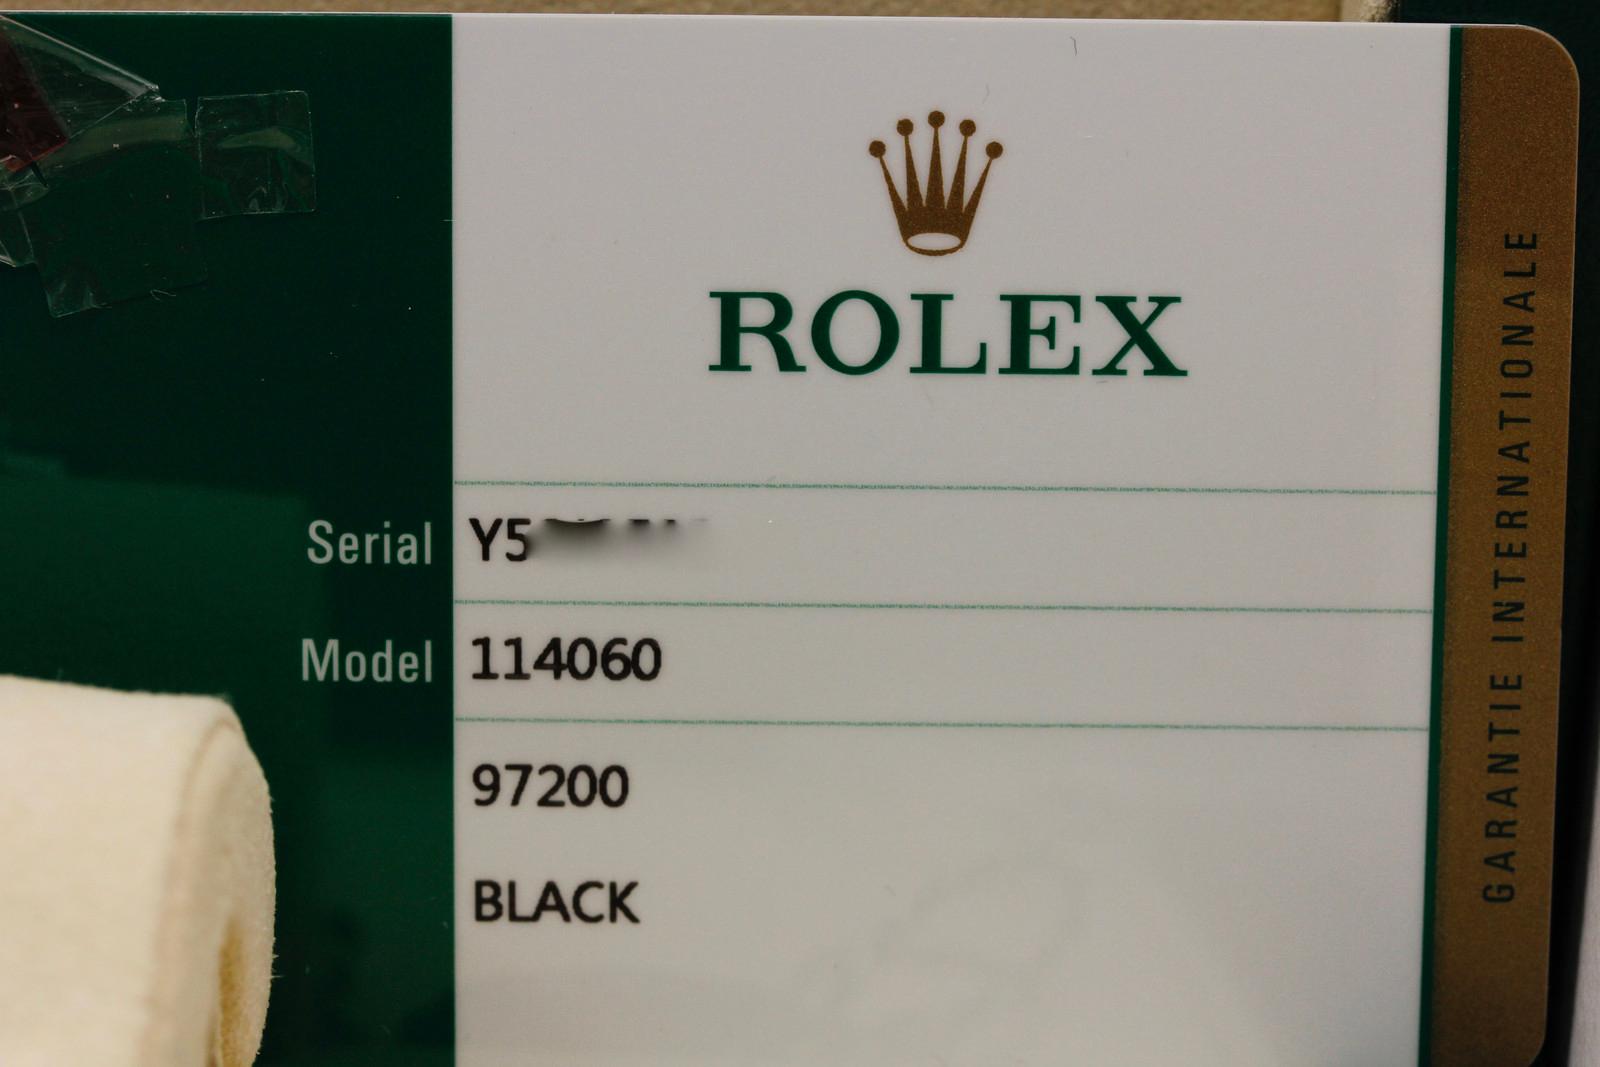 ROLEX
Serial Y5
Model 114060
97200
BLACK
GARANTIE INTERNATIONALE